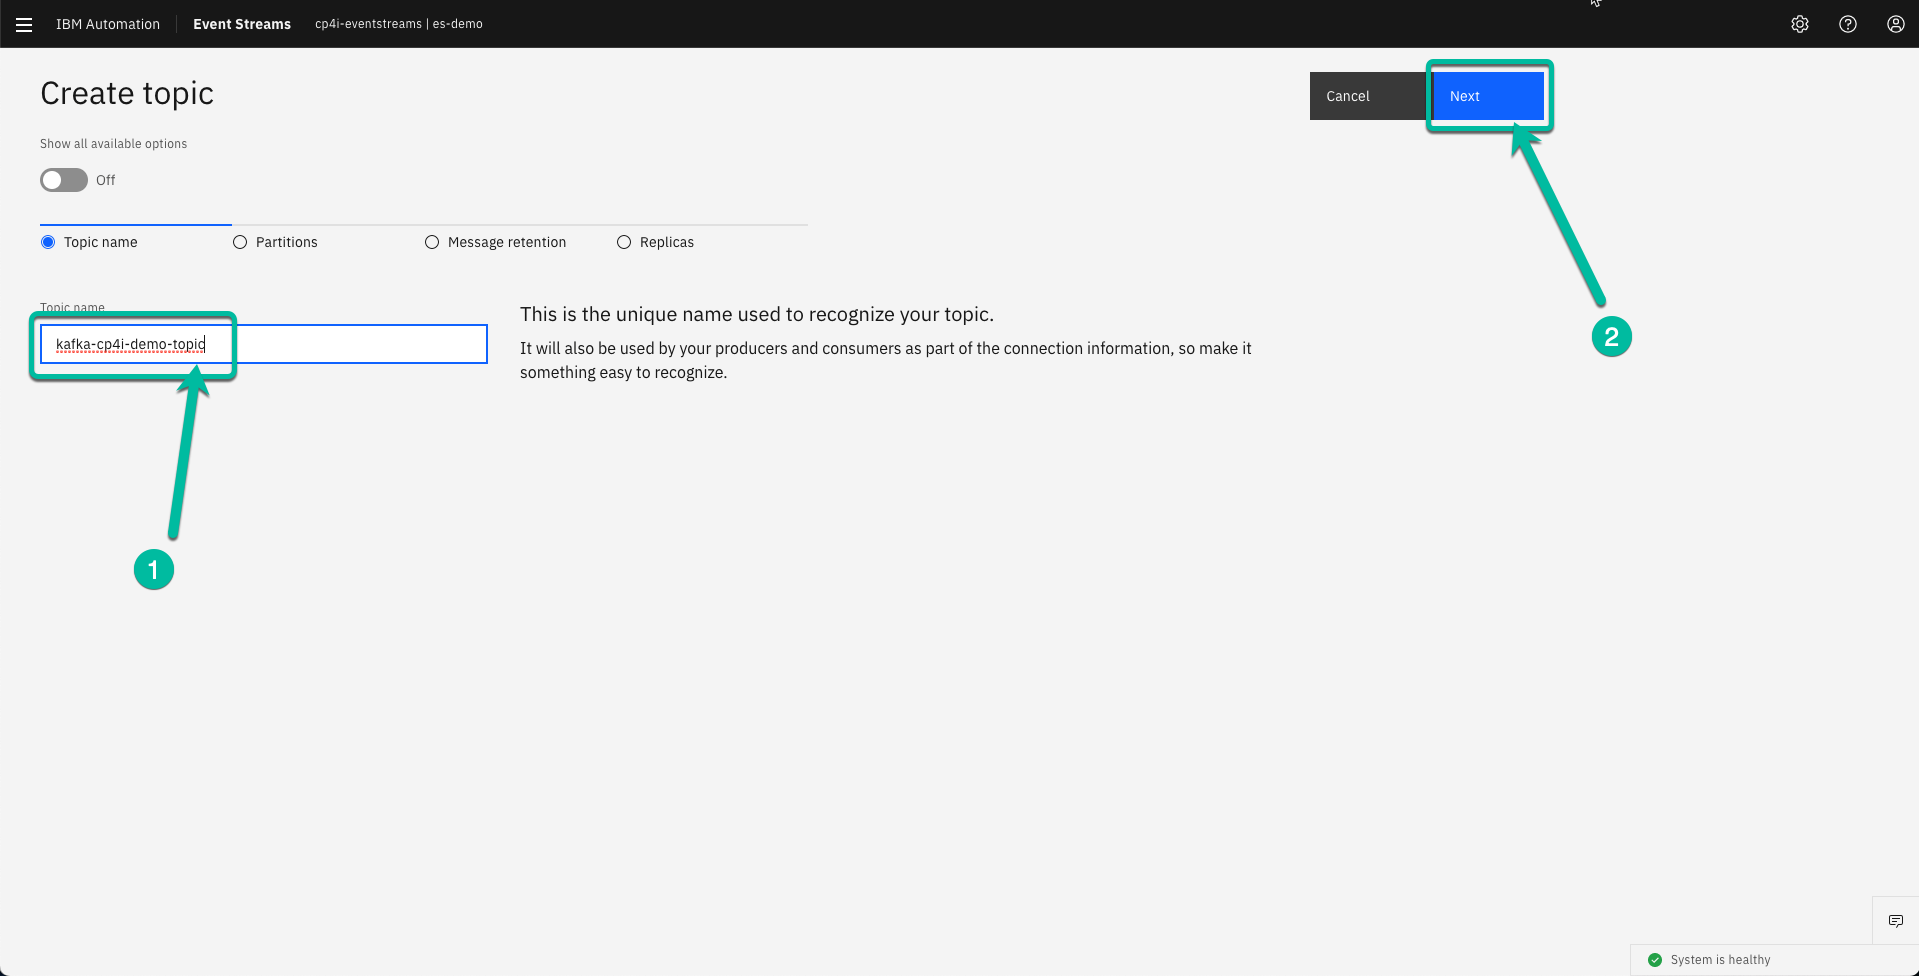 IBM Automation Event Streams cp4i-eventstreams | es-demo
Create topic
Cancel
Next
Show all available options
Off
Topic name
Partitions
Message retention
Replicas
Topic name
kafka-cp4i-demo-topic
This is the unique name used to recognize your topic.
It will also be used by your producers and consumers as part of the connection information, so make it
something easy to recognize.
1
2
System is healthy